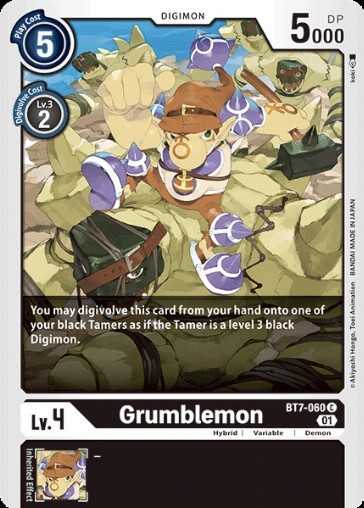 DIGIMON
Play Cost
5
DP
5000
Digivolve Cost
Lv.3
2
You may digivolve this card from your hand onto one of
your black Tamers as if the Tamer is a level 3 black
Digimon.
© Akiyoshi Hongo, Toei Animation BANDAI MADE IN JAPAN
Lv.4
Grumblemon
BT7-060 C
01
Hybrid | Variable | Demon
Inherited Effect
-